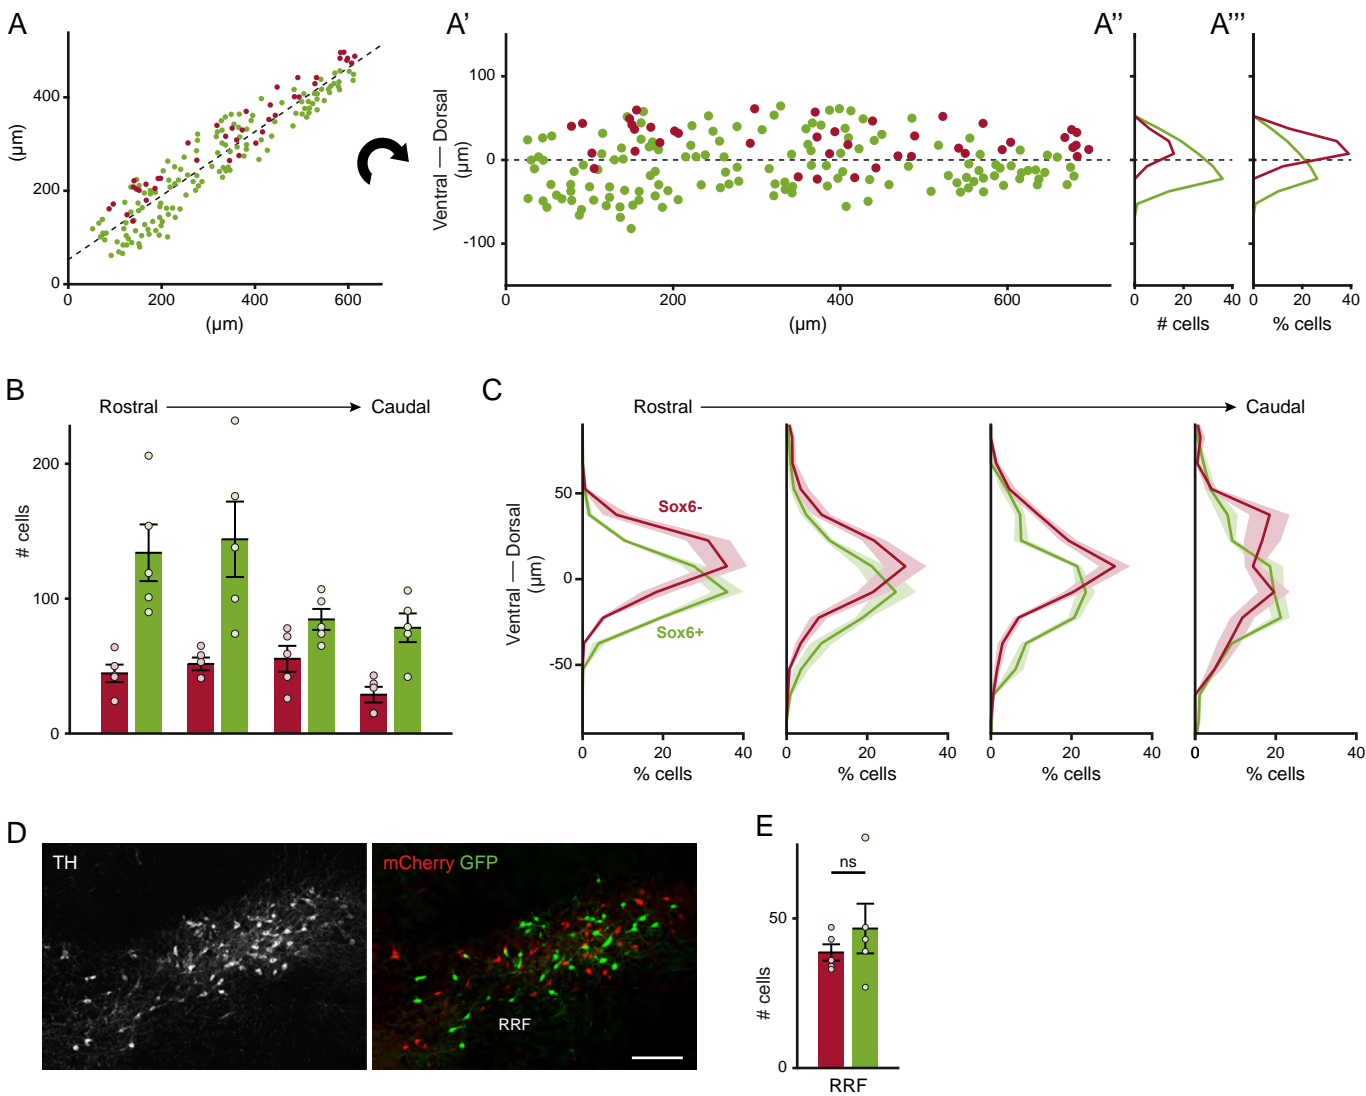 A
(µm)
400
200
0
0 200 400 600
(µm)
A'
Ventral — Dorsal
(µm)
100
0
-100
0 200 400 600
(µm)
A''
0 20 40
# cells
A'''
0 20 40
% cells
B
Rostral Caudal
# cells
200
100
0
C
Rostral Caudal
Ventral — Dorsal
(µm)
50
0
-50
Sox6-
Sox6+
0 20 40
% cells
0 20 40
% cells
0 20 40
% cells
0 20 40
% cells
D
TH
mCherry GFP
RRF
E
ns
# cells
50
0
RRF